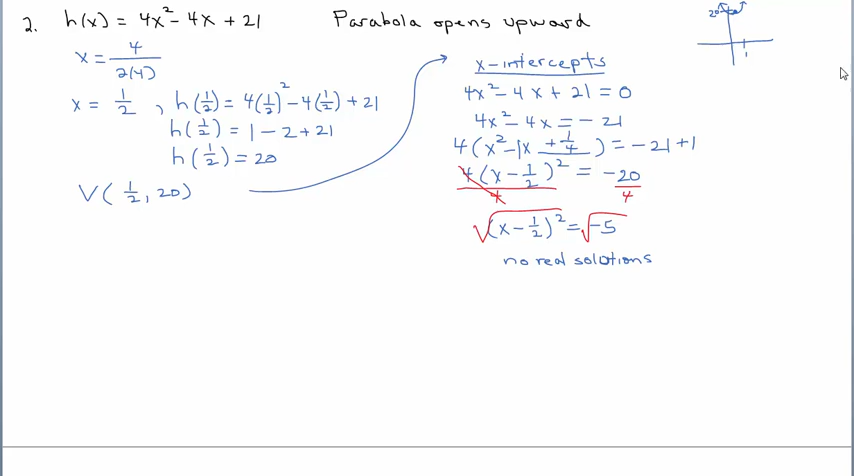 2. h(x) = 4x² - 4x + 21 Parabola opens upward
x = 4/2(4)
x = 1/2, h(1/2) = 4(1/2)² - 4(1/2) + 21
h(1/2) = 1 - 2 + 21
h(1/2) = 20
V(1/2, 20)
x-intercepts
4x² - 4x + 21 = 0
4x² - 4x = -21
4(x² - 1x + 1/4) = -21 + 1
4(x - 1/2)²/4 = -20/4
√(x - 1/2)² = √-5
no real solutions
20
1